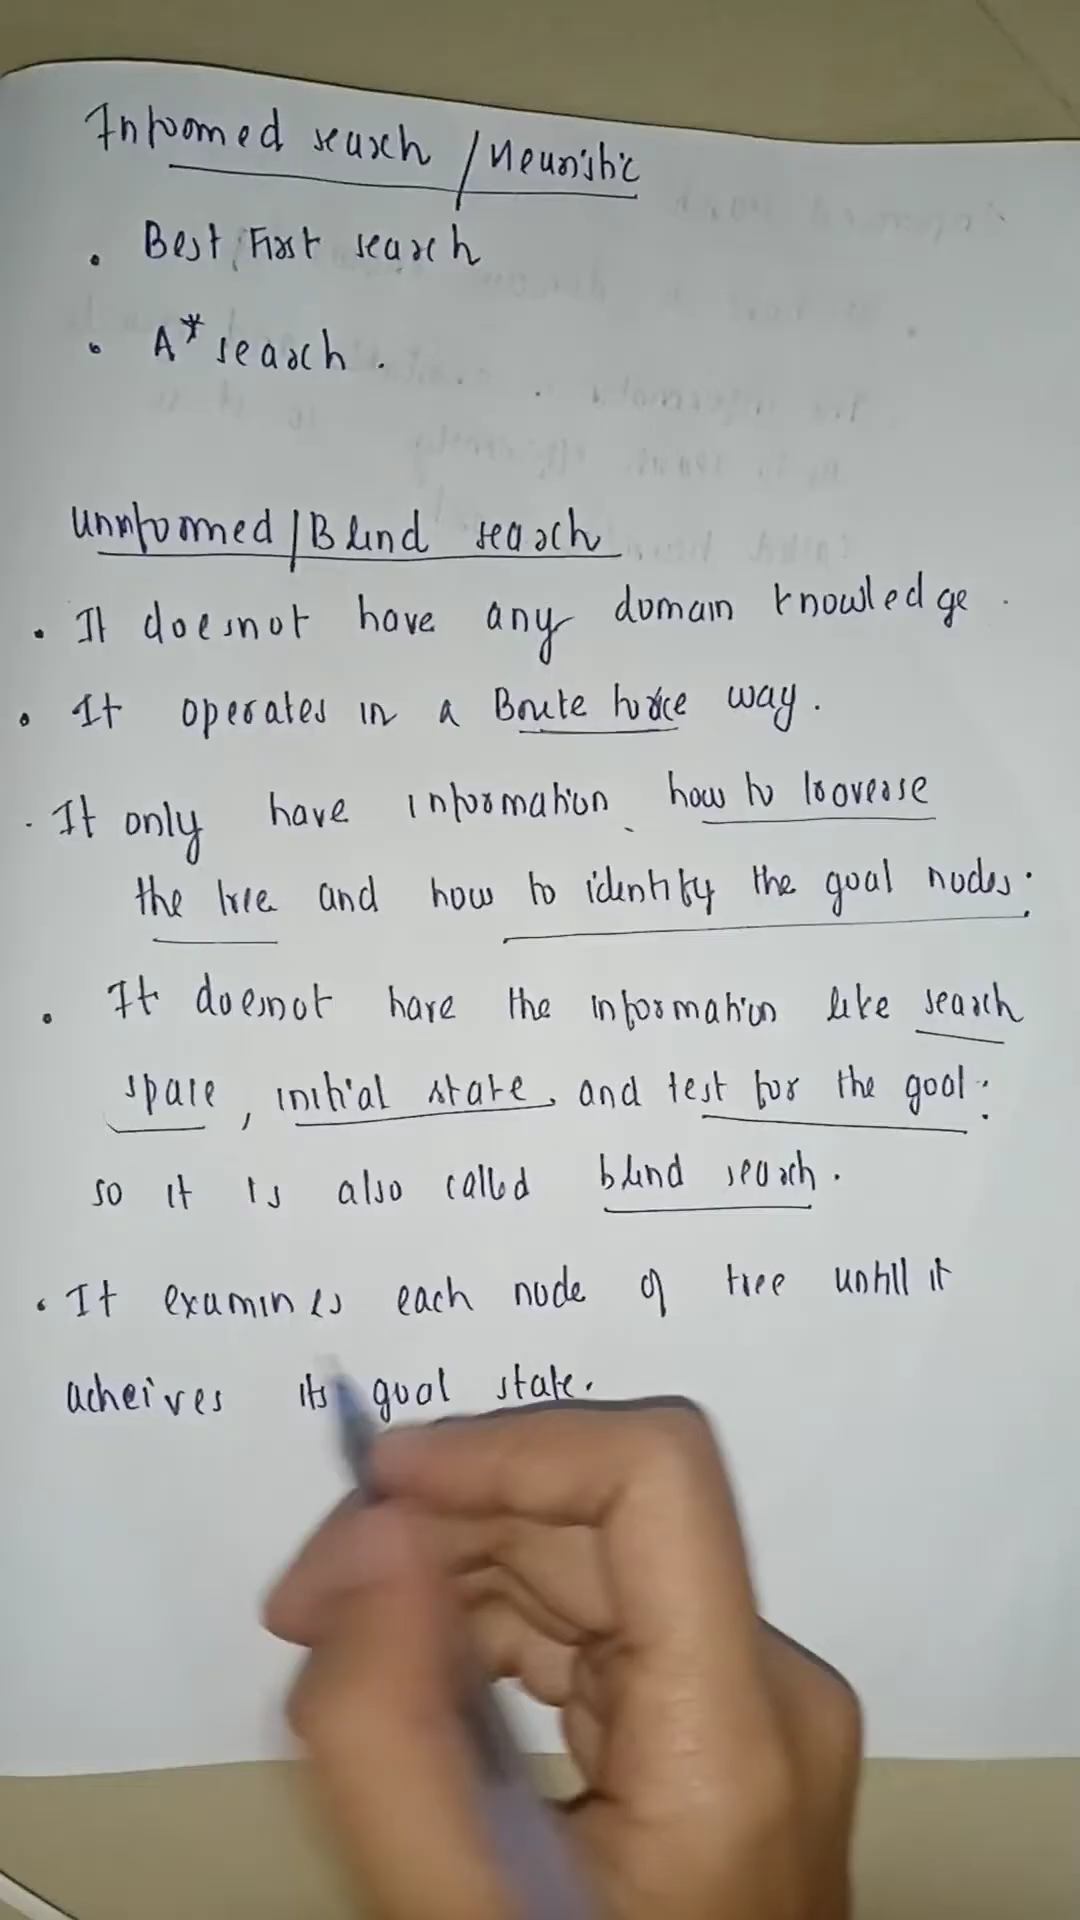 Informed search / Heuristic
• Best First search
• A* search.
Uninformed/Blind search
• It doesnot have any domain knowledge.
• It operates in a Brute force way.
• It only have information how to traverse
the tree and how to identify the goal nodes.
• It doesnot have the information like search
space, initial state, and test for the goal.
so it is also called blind search.
• It examines each node of tree untill it
acheives its goal state.